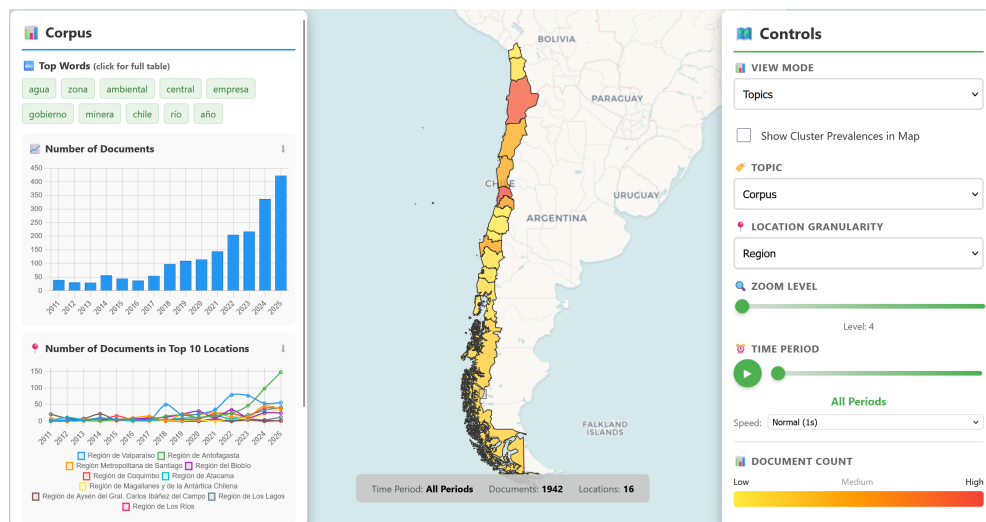 Corpus
Top Words (click for full table)
agua zona ambiental central empresa
gobierno minera chile río año
Number of Documents
450
400
350
300
250
200
150
100
50
0
2011 2012 2013 2014 2015 2016 2017 2018 2019 2020 2021 2022 2023 2024 2025
Number of Documents in Top 10 Locations
150
100
50
0
2011 2012 2013 2014 2015 2016 2017 2018 2019 2020 2021 2022 2023 2024 2025
Región de Valparaíso Región de Antofagasta
Región Metropolitana de Santiago Región del Biobío
Región de Coquimbo Región de Atacama
Región de Magallanes y de la Antártica Chilena
Región de Aysén del Gral. Carlos Ibáñez del Campo Región de Los Lagos
Región de Los Ríos
BOLIVIA
PARAGUAY
CHILE
URUGUAY
ARGENTINA
FALKLAND
ISLANDS
Time Period: All Periods Documents: 1942 Locations: 16
Controls
VIEW MODE
Topics
Show Cluster Prevalences in Map
TOPIC
Corpus
LOCATION GRANULARITY
Region
ZOOM LEVEL
Level: 4
TIME PERIOD
All Periods
Speed: Normal (1s)
DOCUMENT COUNT
Low Medium High